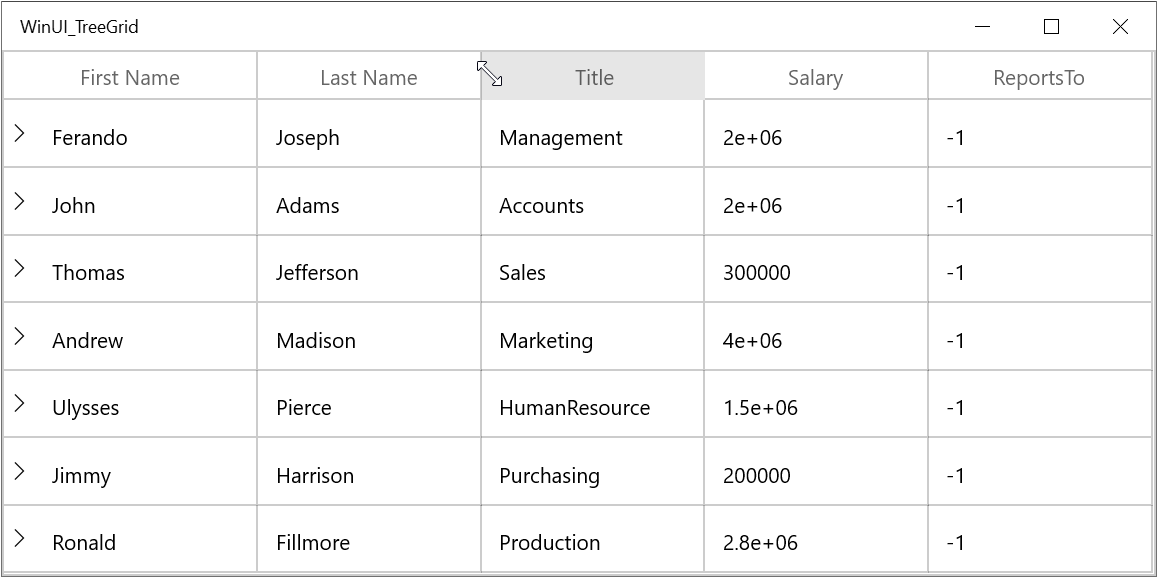 WinUI_TreeGrid
First Name Last Name Title Salary ReportsTo
Ferando Joseph Management 2e+06 -1
John Adams Accounts 2e+06 -1
Thomas Jefferson Sales 300000 -1
Andrew Madison Marketing 4e+06 -1
Ulysses Pierce HumanResource 1.5e+06 -1
Jimmy Harrison Purchasing 200000 -1
Ronald Fillmore Production 2.8e+06 -1